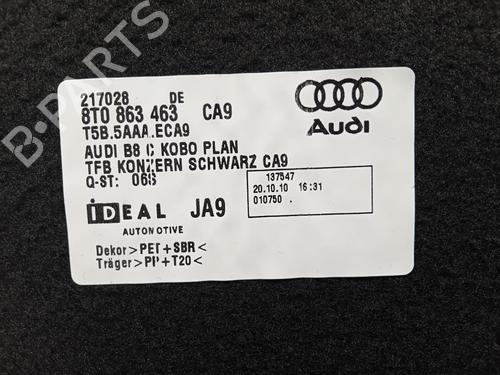 217028 DE
8T0 863 463 CA9
T5B.5AAA.ECA9
Audi
AUDI B8 C KOBO PLAN
TFB KONZERN SCHWARZ CA9
Q-ST: 06S
137547
20.10.10 16:31
010750 .
IDEAL JA9
AUTOMOTIVE
Dekor>PET+SBR<
Träger>PP+T20<
B-PARTS